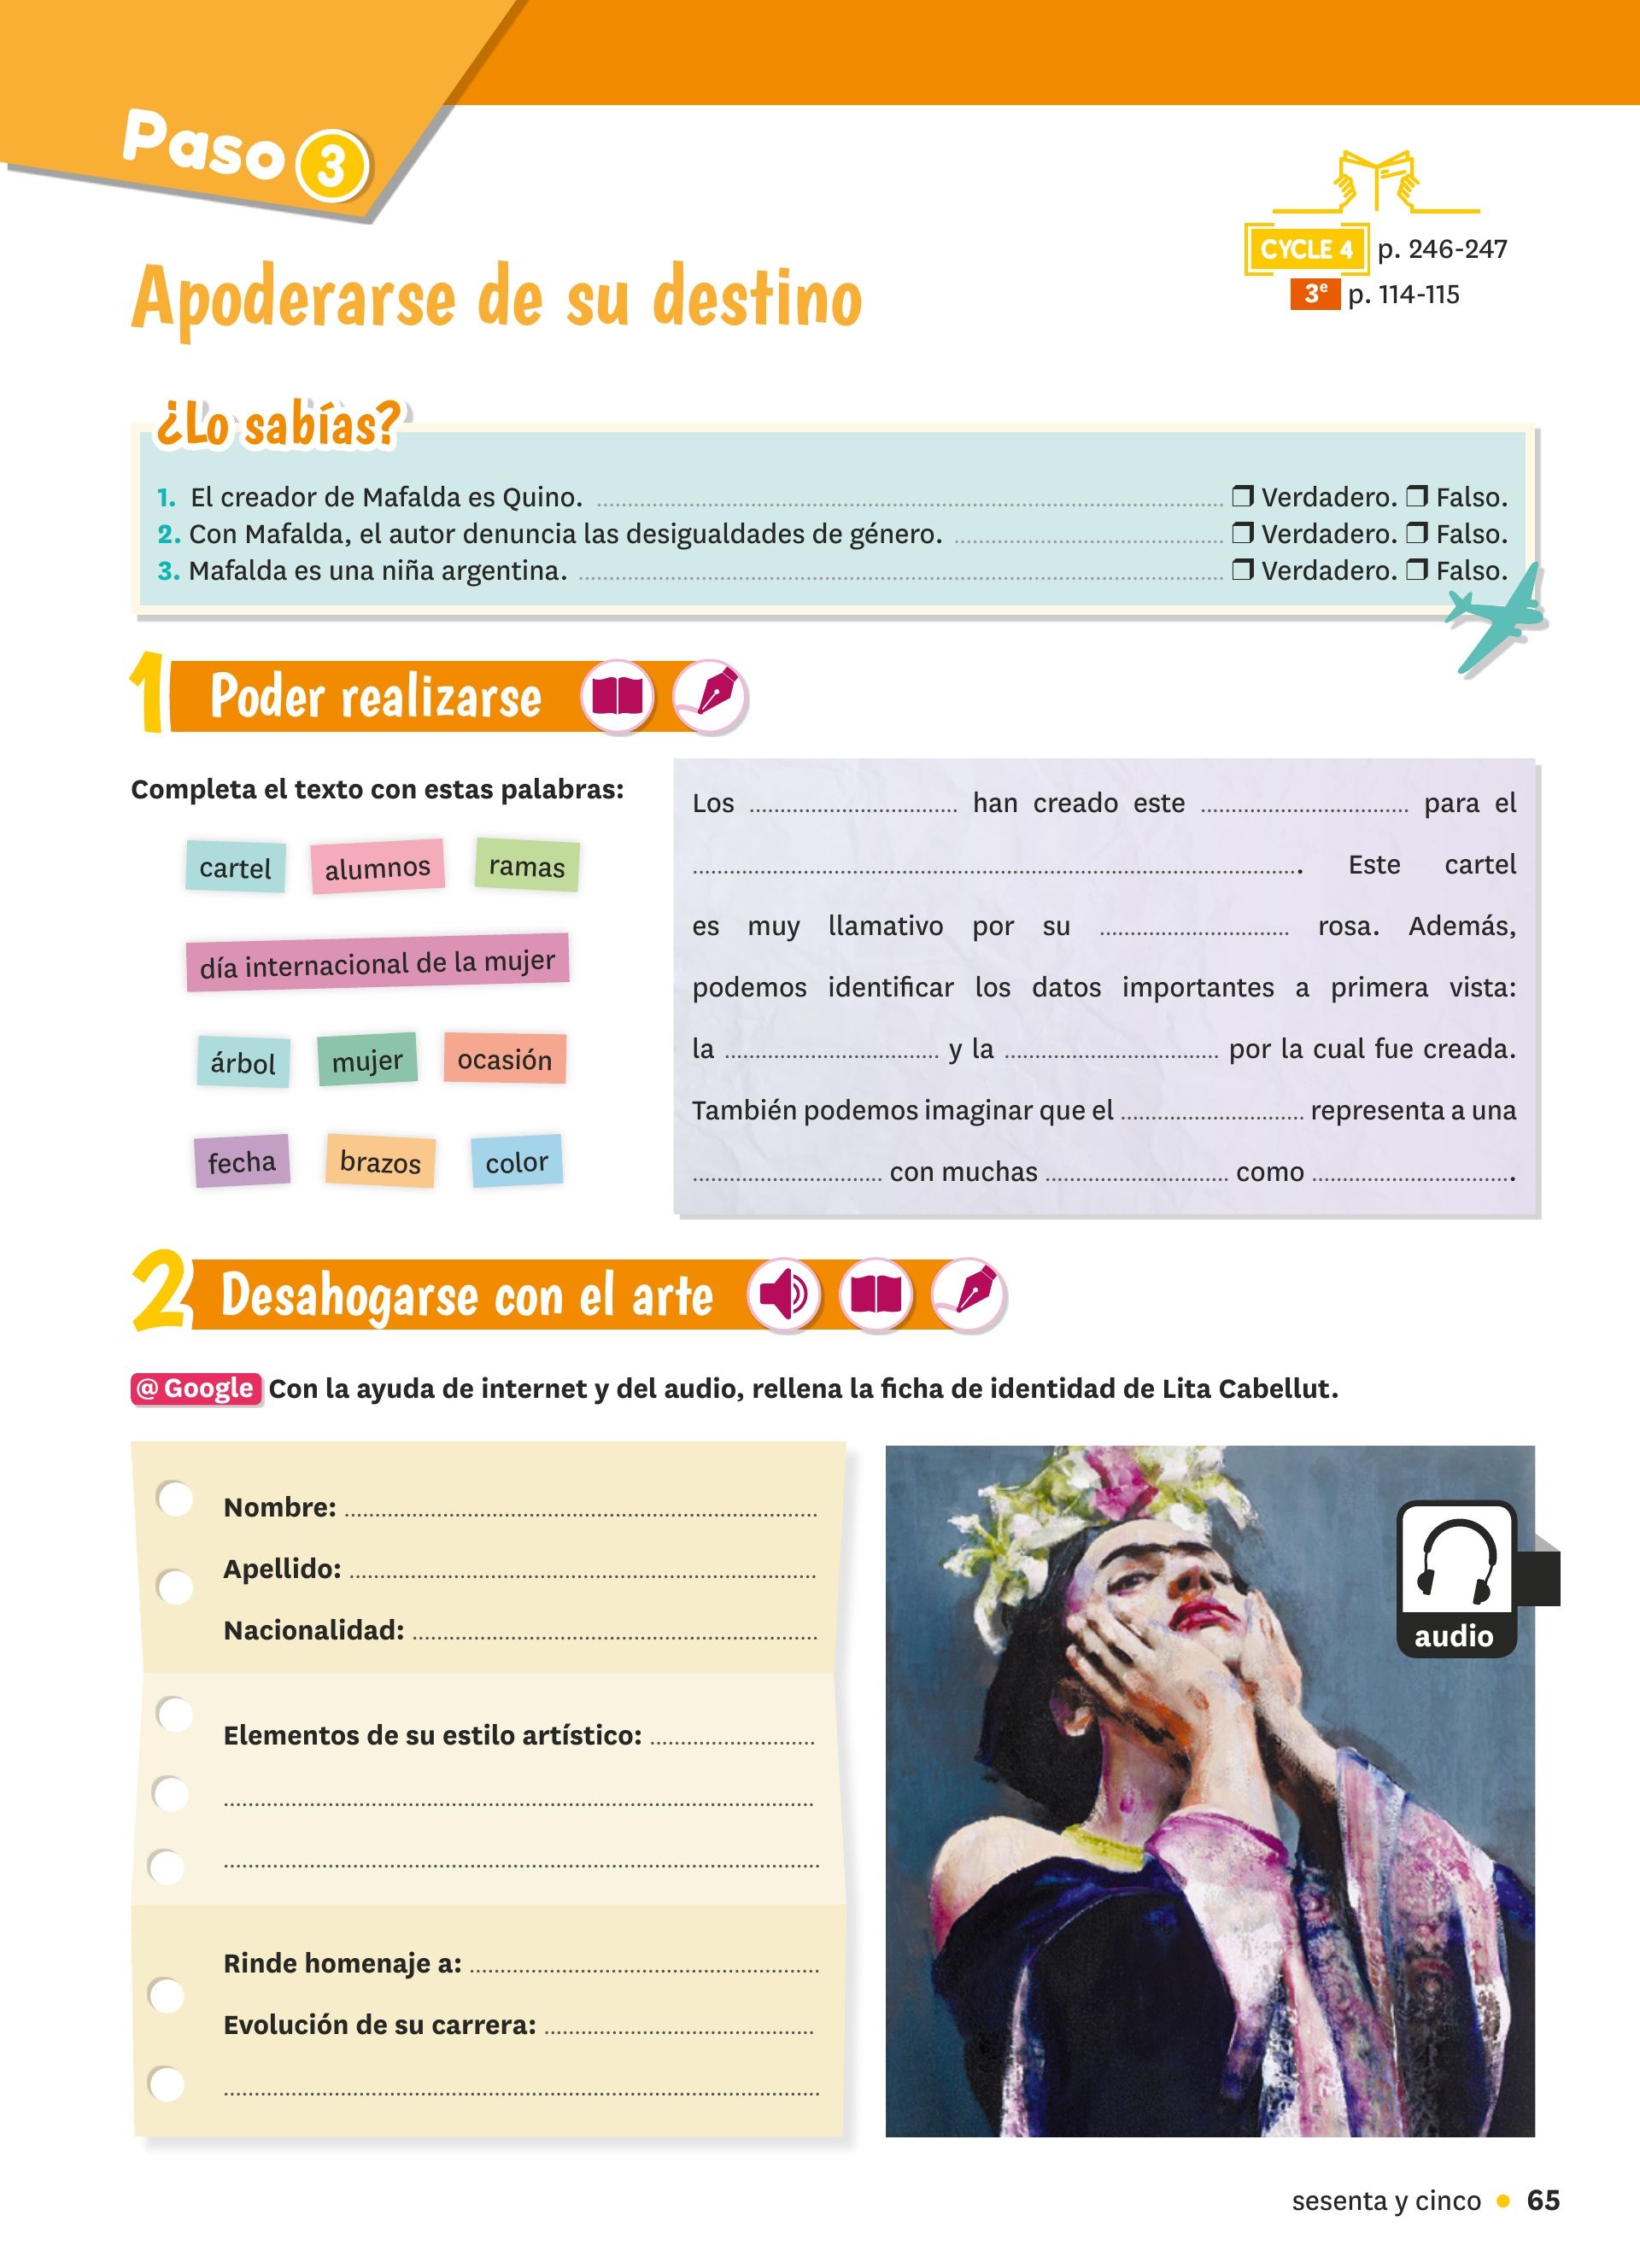 Paso 3
CYCLE 4 p. 246-247
3e p. 114-115
Apoderarse de su destino
¿Lo sabías?
1. El creador de Mafalda es Quino. ❒ Verdadero. ❒ Falso.
2. Con Mafalda, el autor denuncia las desigualdades de género. ❒ Verdadero. ❒ Falso.
3. Mafalda es una niña argentina. ❒ Verdadero. ❒ Falso.
1 Poder realizarse
Completa el texto con estas palabras:
cartel alumnos ramas
día internacional de la mujer
árbol mujer ocasión
fecha brazos color
Los ........ han creado este ........ para el
........ . Este cartel
es muy llamativo por su ........ rosa. Además,
podemos identificar los datos importantes a primera vista:
la ........ y la ........ por la cual fue creada.
También podemos imaginar que el ........ representa a una
........ con muchas ........ como ........ .
2 Desahogarse con el arte
@ Google Con la ayuda de internet y del audio, rellena la ficha de identidad de Lita Cabellut.
Nombre: ........
Apellido: ........
Nacionalidad: ........
Elementos de su estilo artístico: ........
Rinde homenaje a: ........
Evolución de su carrera: ........
audio
sesenta y cinco • 65